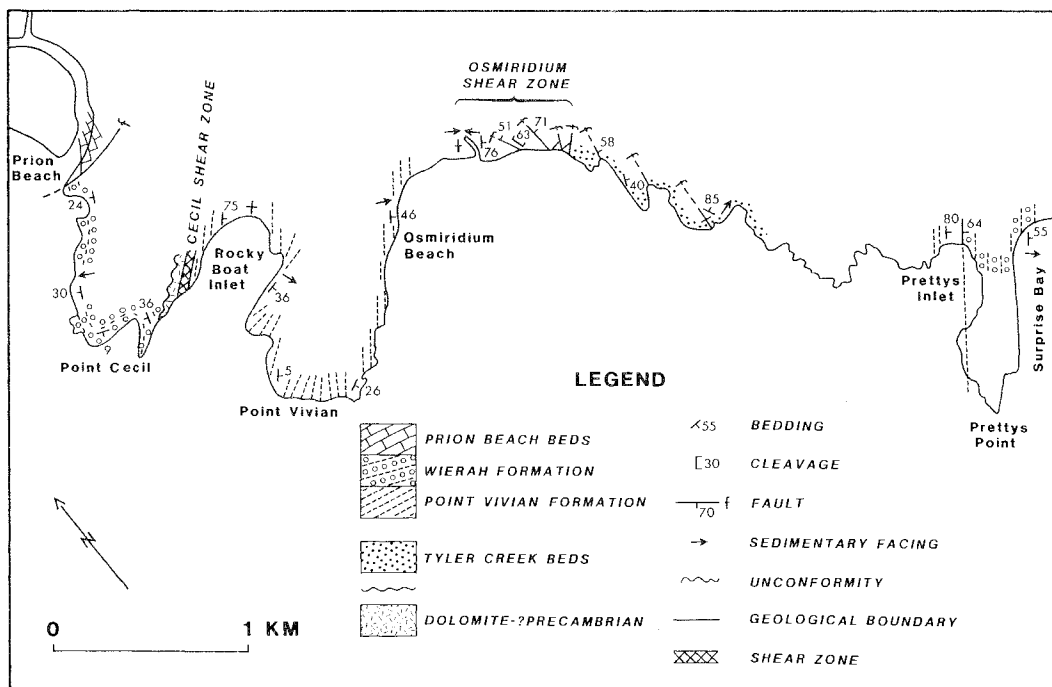 OSMIRIDIUM
SHEAR ZONE
f
Prion
Beach
24
CECIL SHEAR ZONE
75
Rocky
Boat
Inlet
30
36
9
Point Cecil
36
5
26
Point Vivian
46
Osmiridium
Beach
76
51
63
71
58
40
85
80
64
Prettys
Inlet
55
Surprise Bay
Prettys
Point
LEGEND
PRION BEACH BEDS
WIERAH FORMATION
POINT VIVIAN FORMATION
TYLER CREEK BEDS
DOLOMITE-?PRECAMBRIAN
55 BEDDING
30 CLEAVAGE
70 f FAULT
SEDIMENTARY FACING
UNCONFORMITY
GEOLOGICAL BOUNDARY
SHEAR ZONE
N
0 1 KM